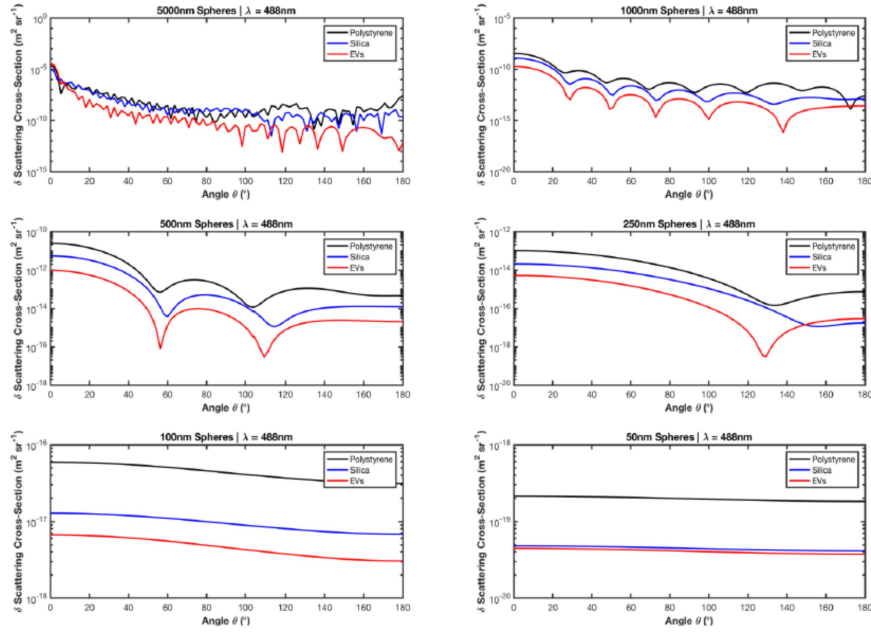 5000nm Spheres | λ = 488nm
δ Scattering Cross-Section (m² sr⁻¹)
10⁰
10⁻⁵
10⁻¹⁰
10⁻¹⁵
Polystyrene
Silica
EVs
0 20 40 60 80 100 120 140 160 180
Angle θ (°)
1000nm Spheres | λ = 488nm
δ Scattering Cross-Section (m² sr⁻¹)
10⁻⁵
10⁻¹⁰
10⁻¹⁵
10⁻²⁰
Polystyrene
Silica
EVs
0 20 40 60 80 100 120 140 160 180
Angle θ (°)
500nm Spheres | λ = 488nm
δ Scattering Cross-Section (m² sr⁻¹)
10⁻¹⁰
10⁻¹²
10⁻¹⁴
10⁻¹⁶
10⁻¹⁸
Polystyrene
Silica
EVs
0 20 40 60 80 100 120 140 160 180
Angle θ (°)
250nm Spheres | λ = 488nm
δ Scattering Cross-Section (m² sr⁻¹)
10⁻¹²
10⁻¹⁴
10⁻¹⁶
10⁻¹⁸
10⁻²⁰
Polystyrene
Silica
EVs
0 20 40 60 80 100 120 140 160 180
Angle θ (°)
100nm Spheres | λ = 488nm
δ Scattering Cross-Section (m² sr⁻¹)
10⁻¹⁶
10⁻¹⁷
10⁻¹⁸
Polystyrene
Silica
EVs
0 20 40 60 80 100 120 140 160 180
Angle θ (°)
50nm Spheres | λ = 488nm
δ Scattering Cross-Section (m² sr⁻¹)
10⁻¹⁸
10⁻¹⁹
10⁻²⁰
Polystyrene
Silica
EVs
0 20 40 60 80 100 120 140 160 180
Angle θ (°)